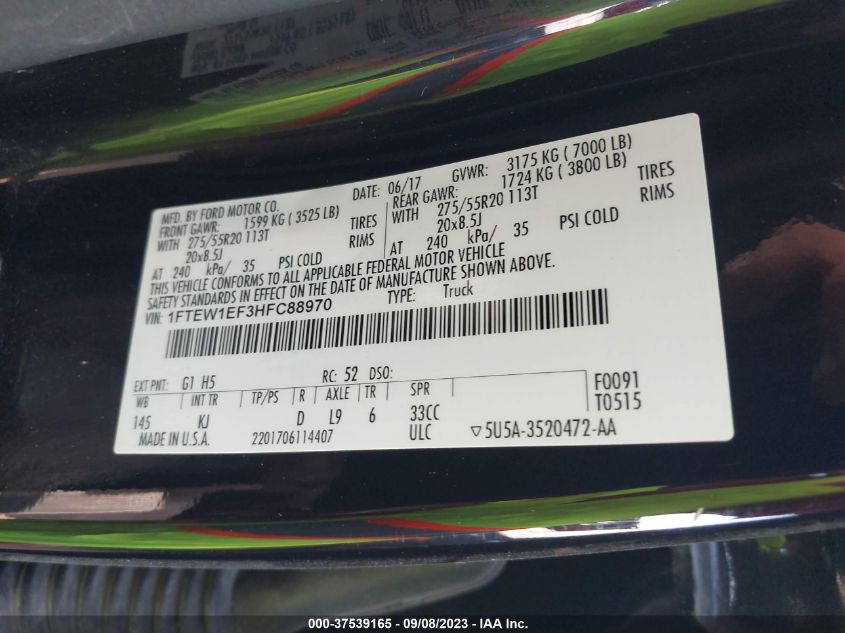 MFD. BY FORD MOTOR CO.
DATE: 06/17 GVWR: 3175 KG ( 7000 LB)
FRONT GAWR: 1599 KG ( 3525 LB) REAR GAWR: 1724 KG ( 3800 LB)
WITH 275/55R20 113T TIRES WITH 275/55R20 113T TIRES
20x8.5J RIMS 20x8.5J RIMS
AT 240 kPa/ 35 PSI COLD AT 240 kPa/ 35 PSI COLD
THIS VEHICLE CONFORMS TO ALL APPLICABLE FEDERAL MOTOR VEHICLE
SAFETY STANDARDS IN EFFECT ON THE DATE OF MANUFACTURE SHOWN ABOVE.
VIN: 1FTEW1EF3HFC88970 TYPE: Truck
EXT PNT: G1 H5 RC: 52 DSO:
WB INT TR TP/PS R AXLE TR SPR F0091
145 KJ D L9 6 33CC T0515
MADE IN U.S.A. 2201706114407 ULC ▽5U5A-3520472-AA
000-37539165 - 09/08/2023 - 1U5A - USA - IAA Inc.